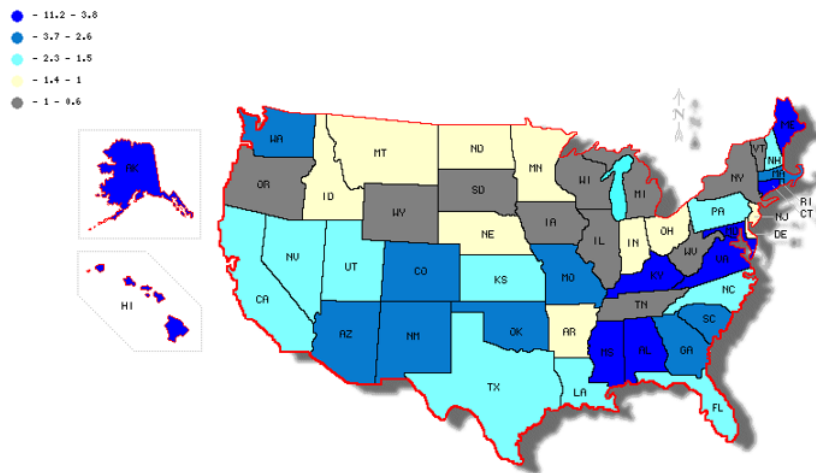 - 11.2 - 3.8
- 3.7 - 2.6
- 2.3 - 1.5
- 1.4 - 1
- 1 - 0.6
N
WA
MT
ND
MN
ME
VT
NH
OR
ID
SD
WI
MI
NY
MA
RI
CT
WY
IA
PA
NJ
NE
IL
IN
OH
DE
NV
UT
CO
KS
MO
KY
WV
VA
CA
AZ
NM
OK
AR
TN
NC
SC
MS
AL
GA
TX
LA
FL
AK
HI